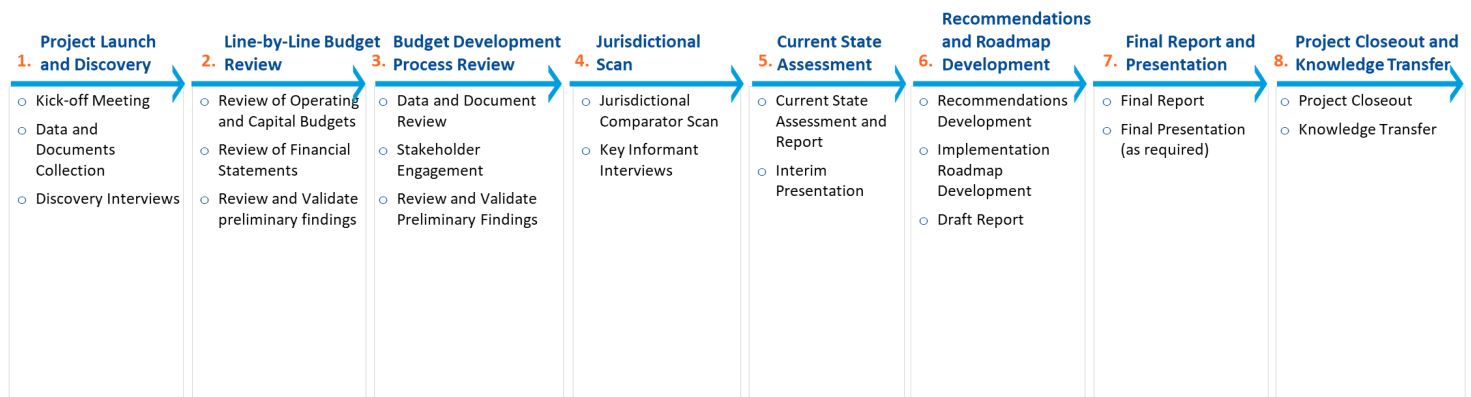 1. Project Launch
and Discovery
○ Kick-off Meeting
○ Data and
Documents
Collection
○ Discovery Interviews
2. Line-by-Line Budget
Review
○ Review of Operating
and Capital Budgets
○ Review of Financial
Statements
○ Review and Validate
preliminary findings
3. Budget Development
Process Review
○ Data and Document
Review
○ Stakeholder
Engagement
○ Review and Validate
Preliminary Findings
4. Jurisdictional
Scan
○ Jurisdictional
Comparator Scan
○ Key Informant
Interviews
5. Current State
Assessment
○ Current State
Assessment and
Report
○ Interim
Presentation
6. Recommendations
and Roadmap
Development
○ Recommendations
Development
○ Implementation
Roadmap
Development
○ Draft Report
7. Final Report and
Presentation
○ Final Report
○ Final Presentation
(as required)
8. Project Closeout and
Knowledge Transfer
○ Project Closeout
○ Knowledge Transfer